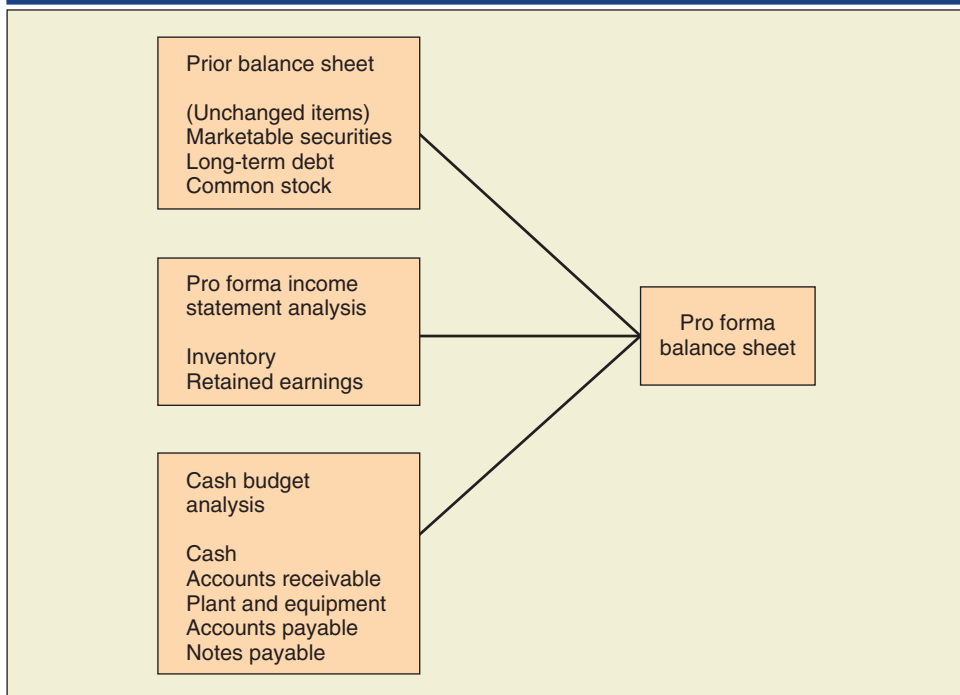 Prior balance sheet
(Unchanged items)
Marketable securities
Long-term debt
Common stock
Pro forma income
statement analysis
Inventory
Retained earnings
Cash budget
analysis
Cash
Accounts receivable
Plant and equipment
Accounts payable
Notes payable
Pro forma
balance sheet